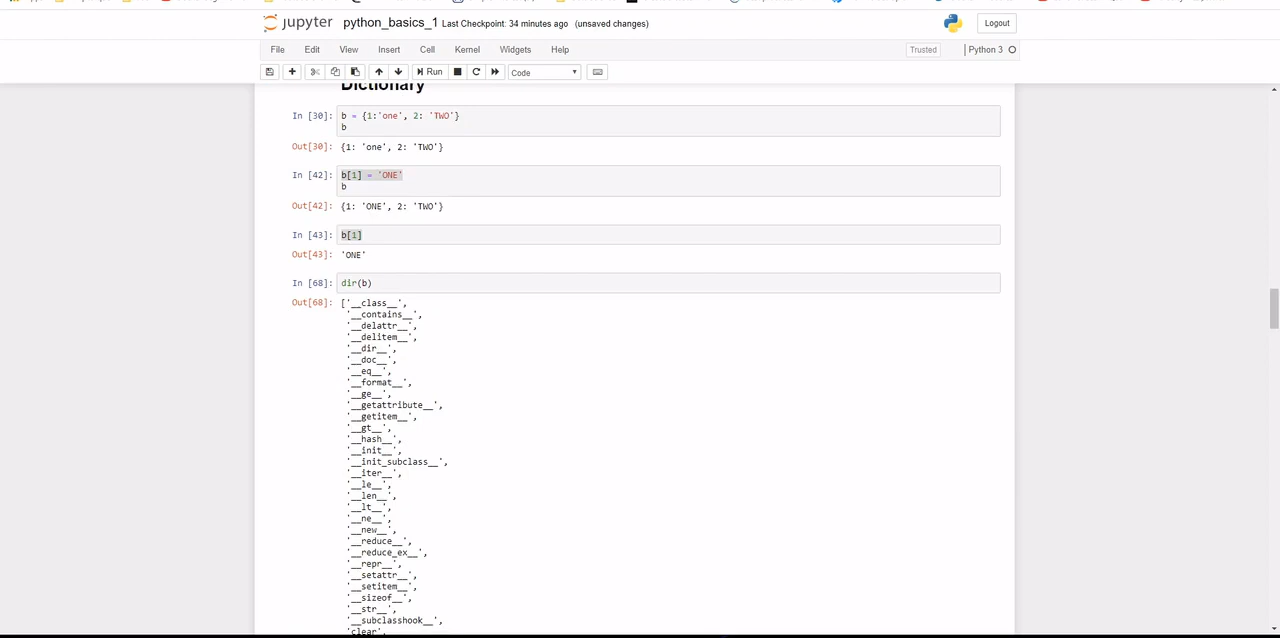 jupyter python_basics_1 Last Checkpoint: 34 minutes ago (unsaved changes) Logout
File Edit View Insert Cell Kernel Widgets Help Trusted Python 3
Run Code
Dictionary
In [30]: b = {1:'one', 2: 'TWO'}
b
Out[30]: {1: 'one', 2: 'TWO'}
In [42]: b[1] = 'ONE'
b
Out[42]: {1: 'ONE', 2: 'TWO'}
In [43]: b[1]
Out[43]: 'ONE'
In [68]: dir(b)
Out[68]: ['__class__',
'__contains__',
'__delattr__',
'__delitem__',
'__dir__',
'__doc__',
'__eq__',
'__format__',
'__ge__',
'__getattribute__',
'__getitem__',
'__gt__',
'__hash__',
'__init__',
'__init_subclass__',
'__iter__',
'__le__',
'__len__',
'__lt__',
'__ne__',
'__new__',
'__reduce__',
'__reduce_ex__',
'__repr__',
'__setattr__',
'__setitem__',
'__sizeof__',
'__str__',
'__subclasshook__',
'clear',